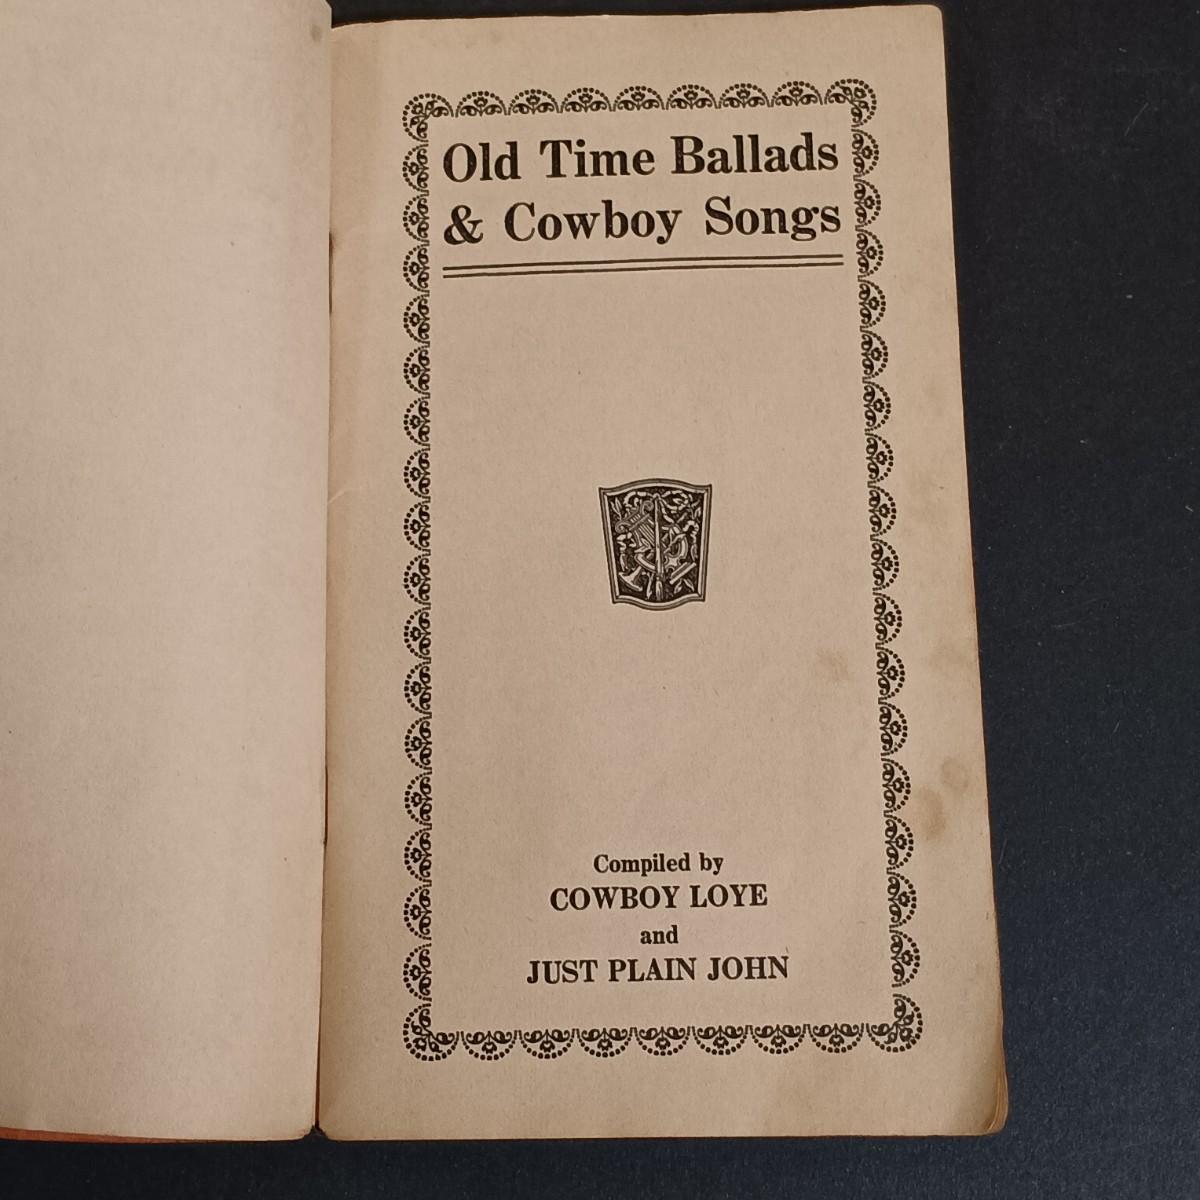 Old Time Ballads
& Cowboy Songs
Compiled by
COWBOY LOYE
and
JUST PLAIN JOHN